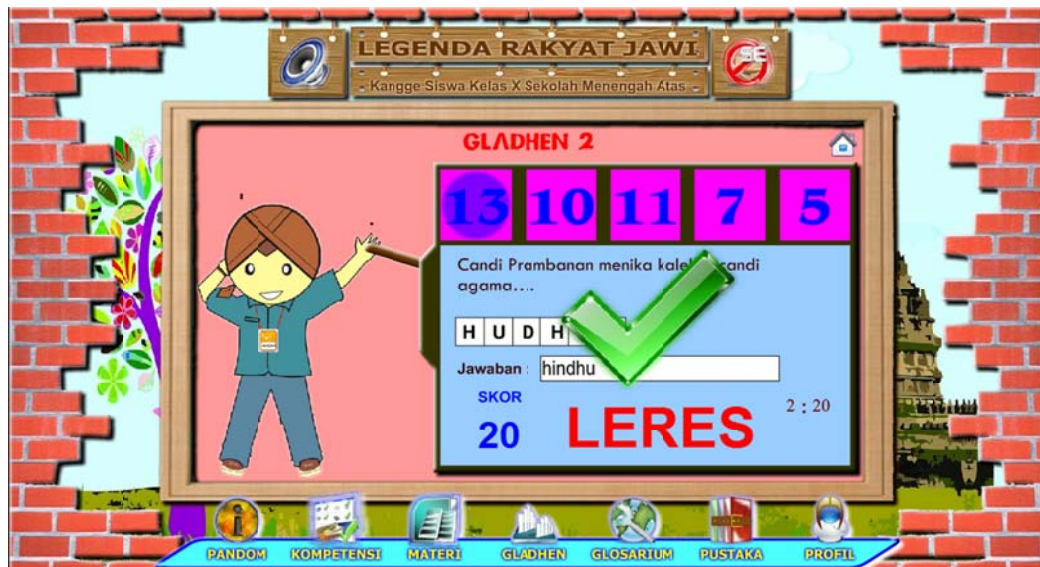 LEGENDA RAKYAT JAWI
Kangge Siswa Kelas X Sekolah Menengah Atas
SE
GLADHEN 2
13 10 11 7 5
Candi Prambanan menika candi
agama....
H U D H
Jawaban : hindhu
SKOR
20
LERES
2 : 20
PANDOM KOMPETENSI MATERI GLADHEN GLOSARIUM PUSTAKA PROFIL